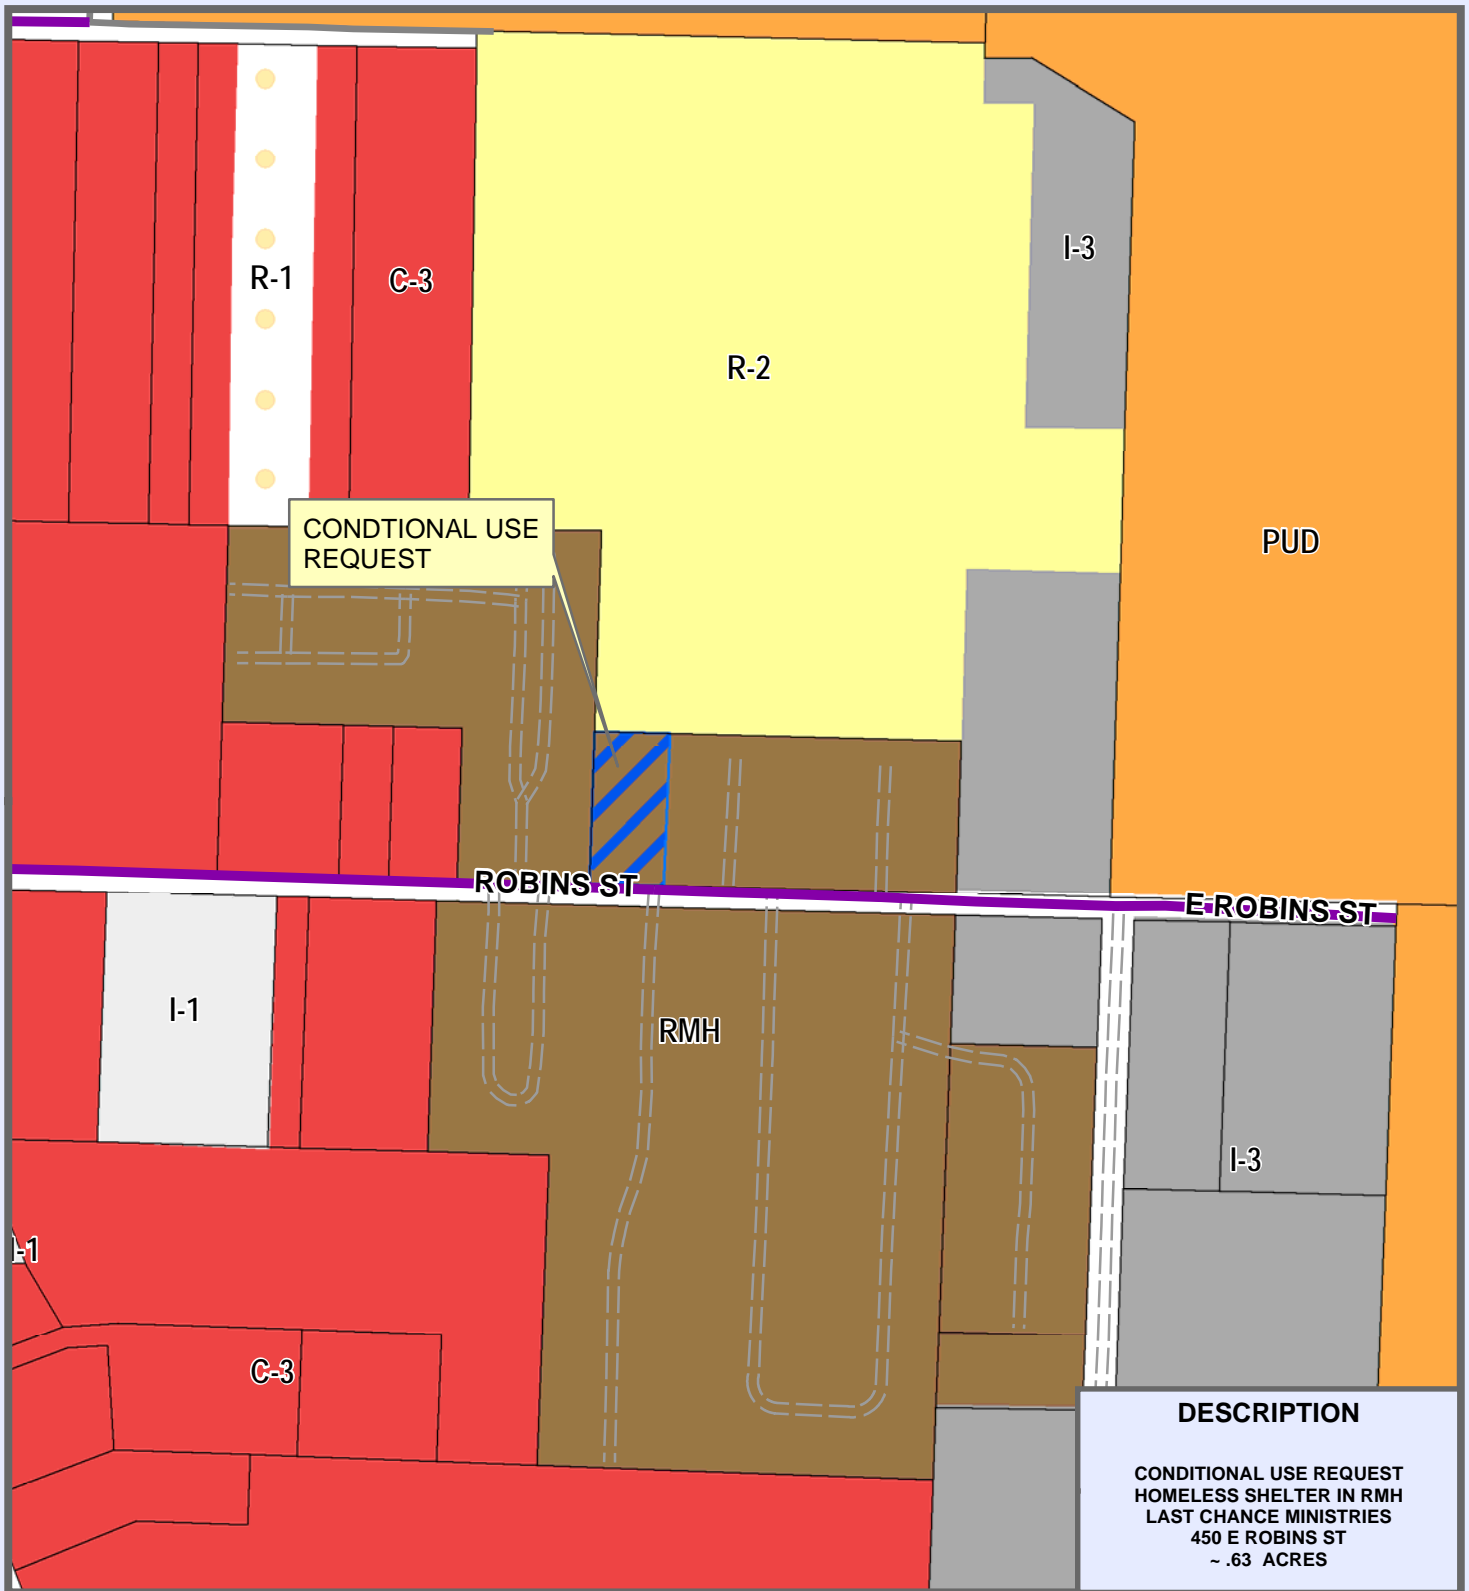 R-1
C-3
I-3
R-2
CONDTIONAL USE
REQUEST
PUD
ROBINS ST
E ROBINS ST
I-1
RMH
I-3
I-1
C-3
DESCRIPTION
CONDITIONAL USE REQUEST
HOMELESS SHELTER IN RMH
LAST CHANCE MINISTRIES
450 E ROBINS ST
~ .63 ACRES